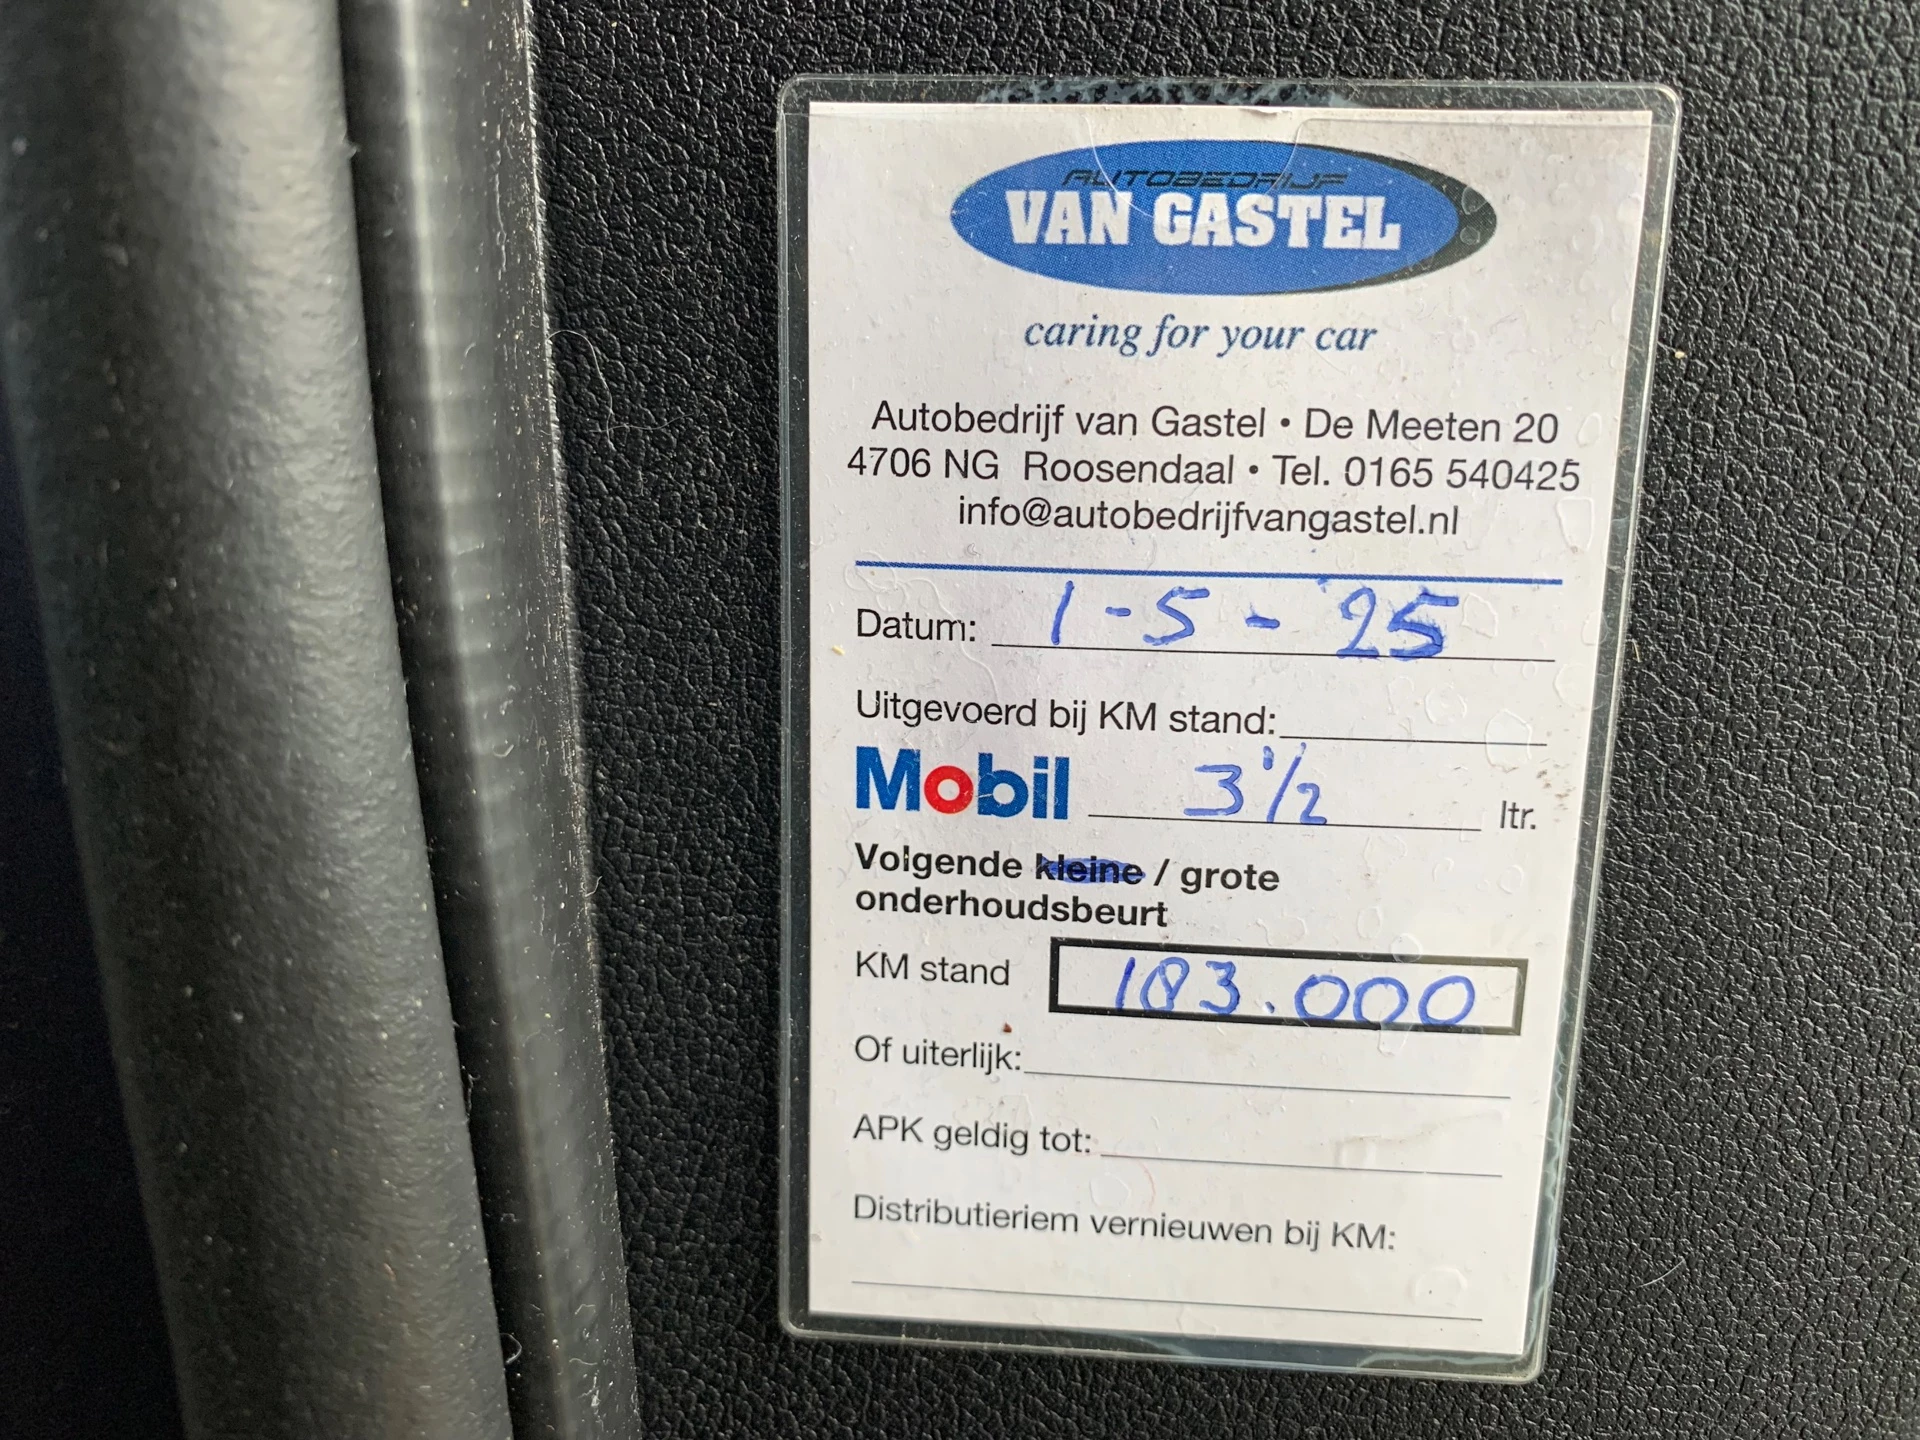 AUTOBEDRIJF
VAN GASTEL
caring for your car
Autobedrijf van Gastel • De Meeten 20
4706 NG Roosendaal • Tel. 0165 540425
info@autobedrijfvangastel.nl
Datum: 1-5-'25
Uitgevoerd bij KM stand:
Mobil 3 1/2 ltr.
Volgende kleine / grote
onderhoudsbeurt
KM stand 183.000
Of uiterlijk:
APK geldig tot:
Distributieriem vernieuwen bij KM: